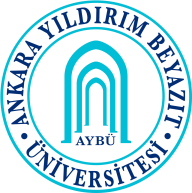 ANKARA YILDIRIM BEYAZIT
AYBÜ
• ÜNİVERSİTESİ •